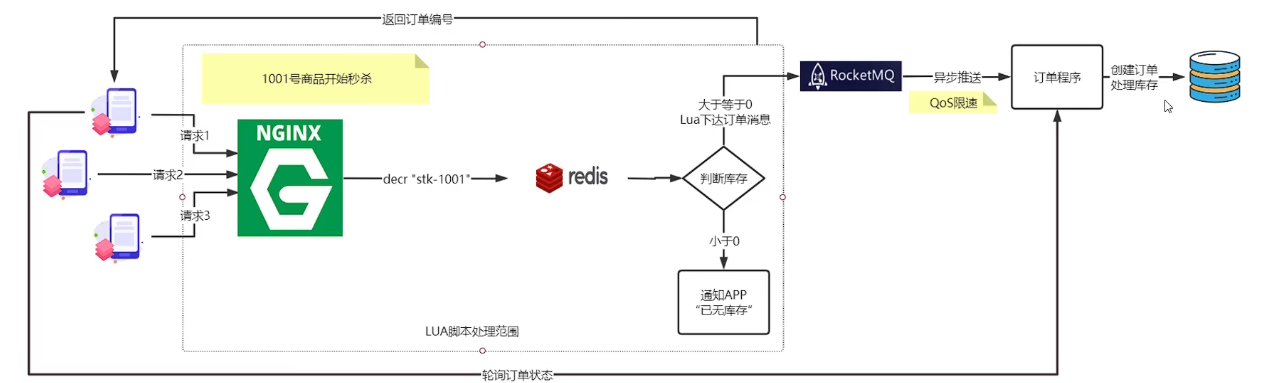 返回订单编号
1001号商品开始秒杀
RocketMQ
异步推送
QoS限速
订单程序
创建订单
处理库存
大于等于0
Lua下达订单消息
请求1
请求2
请求3
NGINX
decr "stk-1001"
redis
判断库存
小于0
通知APP
“已无库存”
LUA脚本处理范围
轮询订单状态